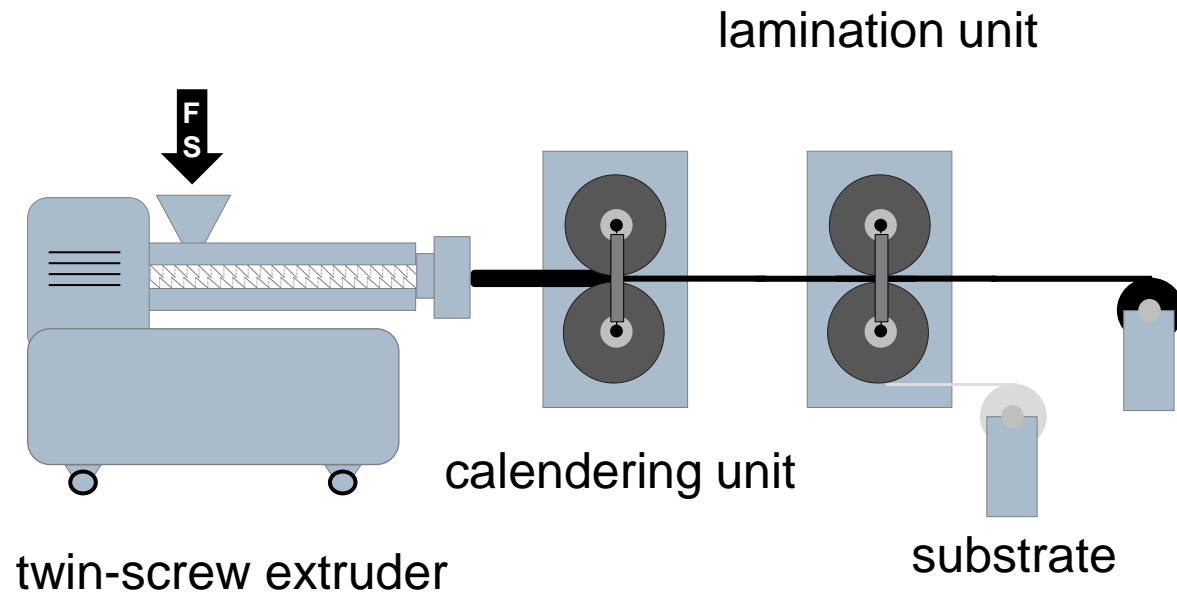 lamination unit
F
S
calendering unit
substrate
twin-screw extruder